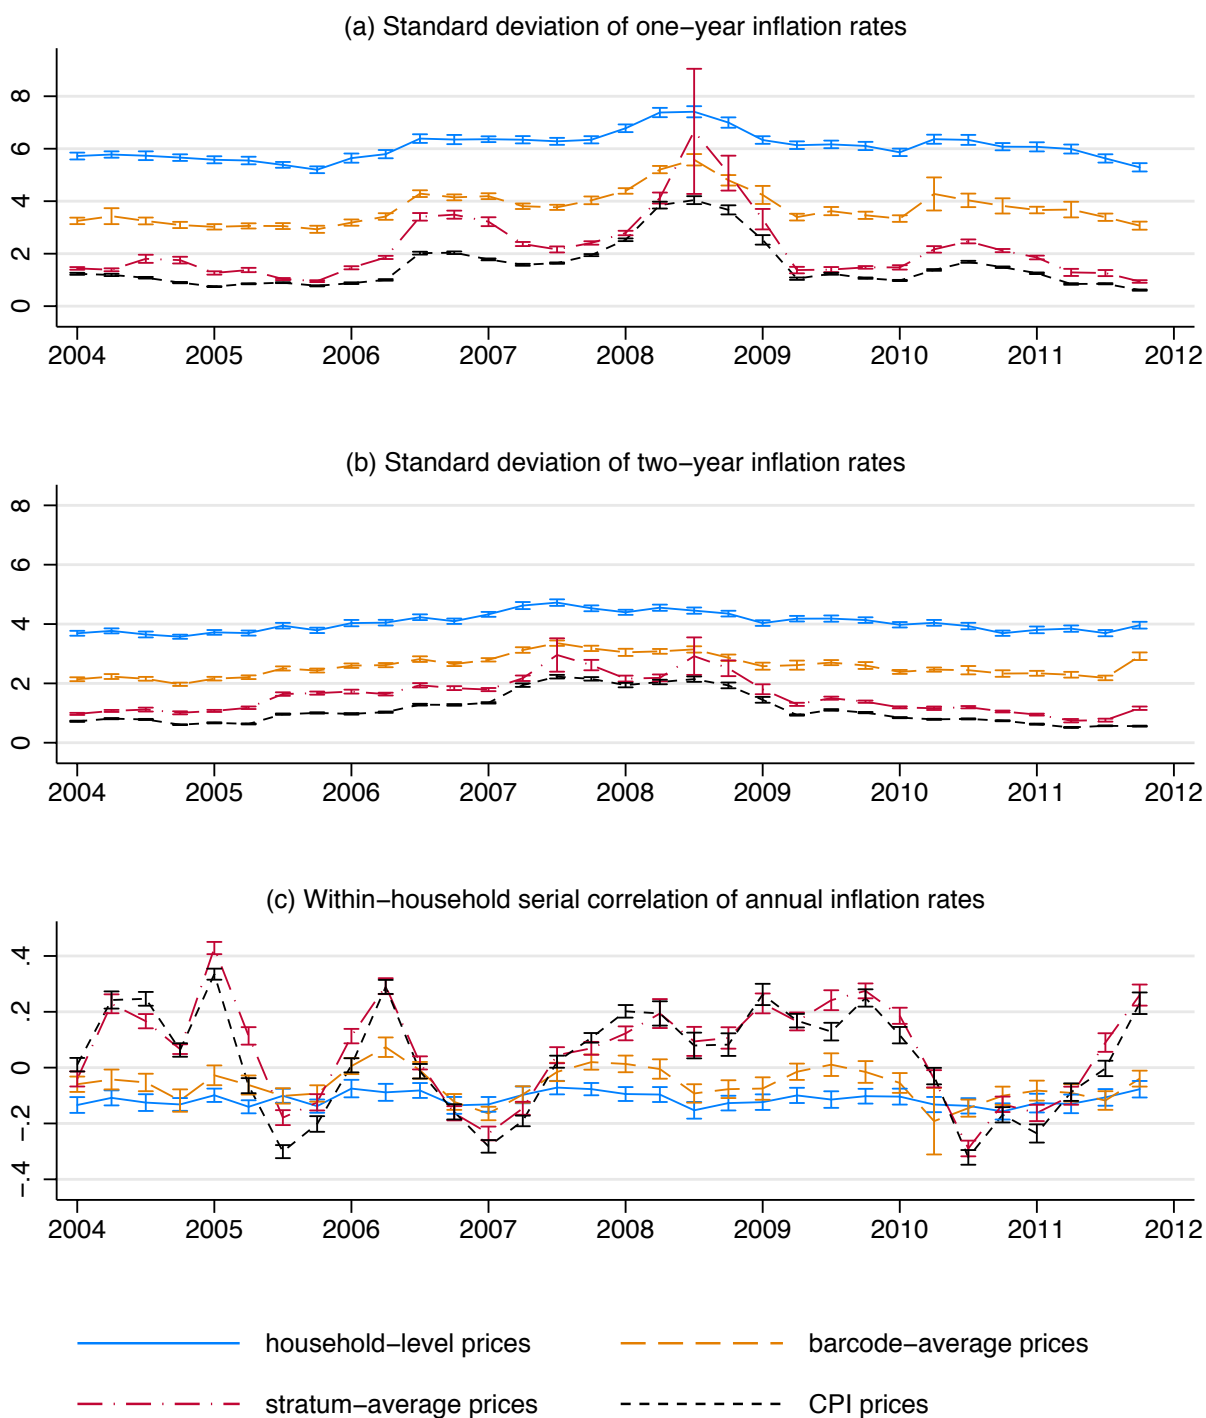 (a) Standard deviation of one−year inflation rates
8
6
4
2
0
2004 2005 2006 2007 2008 2009 2010 2011 2012
(b) Standard deviation of two−year inflation rates
8
6
4
2
0
2004 2005 2006 2007 2008 2009 2010 2011 2012
(c) Within−household serial correlation of annual inflation rates
.4
.2
0
−.2
−.4
2004 2005 2006 2007 2008 2009 2010 2011 2012
household−level prices barcode−average prices
stratum−average prices CPI prices